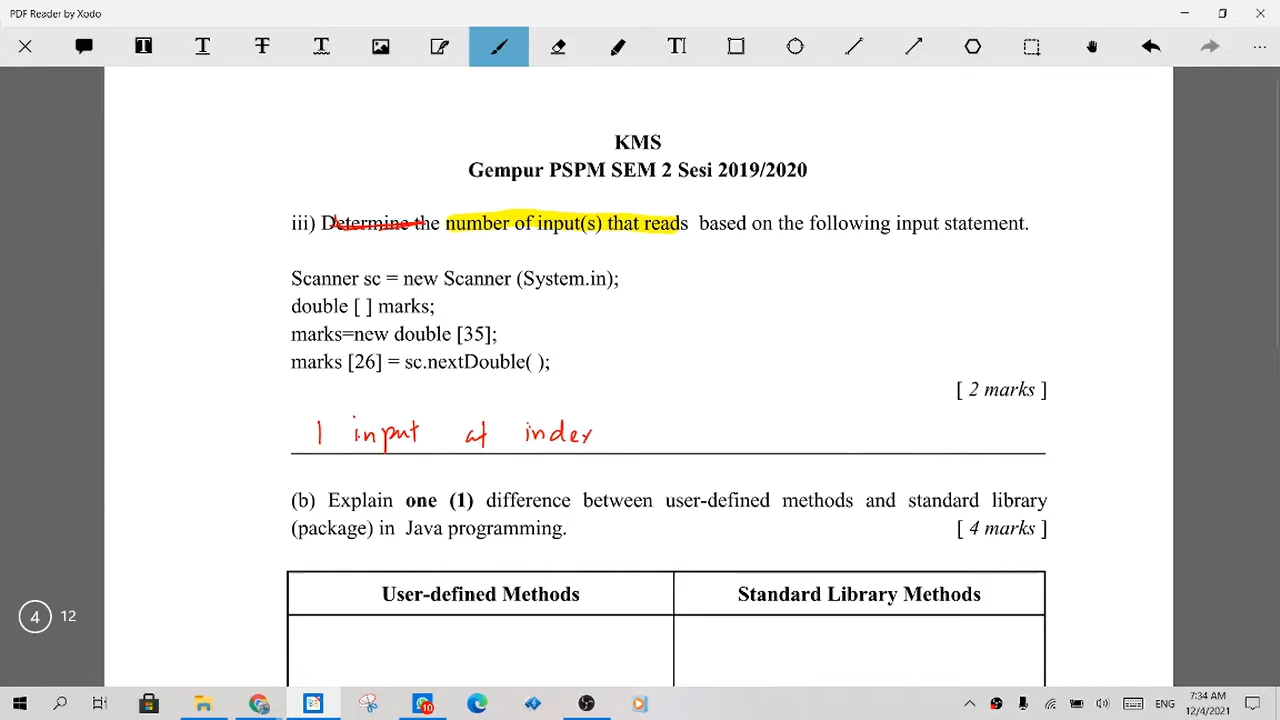 PDF Reader by Xodo
KMS
Gempur PSPM SEM 2 Sesi 2019/2020
iii) Determine the number of input(s) that reads based on the following input statement.
Scanner sc = new Scanner (System.in);
double [ ] marks;
marks=new double [35];
marks [26] = sc.nextDouble( );
[ 2 marks ]
1 input at index
(b) Explain one (1) difference between user-defined methods and standard library
(package) in Java programming. [ 4 marks ]
User-defined Methods Standard Library Methods
4 12
10
ENG
7:34 AM
12/4/2021